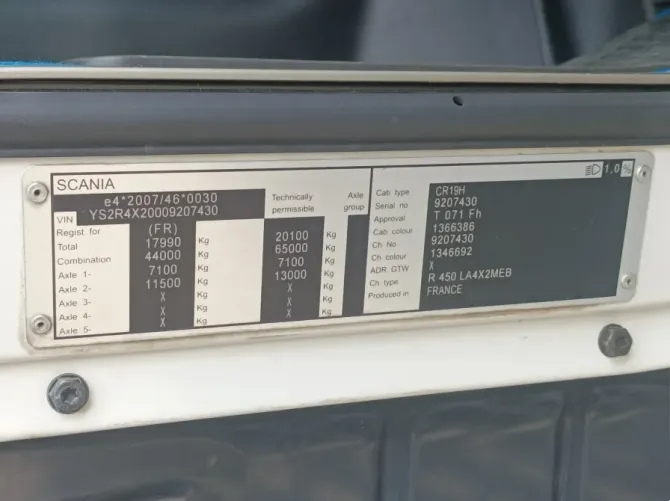 SCANIA
e4*2007/46*0030
VIN YS2R4X20009207430
Technically permissible Axle group
Regist for (FR)
Total 17990 Kg 20100 Kg
Combination 44000 Kg 65000 Kg
Axle 1- 7100 Kg 7100 Kg
Axle 2- 11500 Kg 13000 Kg
Axle 3- X Kg X Kg
Axle 4- X Kg X Kg
Axle 5- X Kg X Kg
1,0 %
Cab type CR19H
Serial no 9207430
Approval T 071 Fh
Cab colour 1366386
Ch No 9207430
Ch colour 1346692
ADR GTW X
Ch type R 450 LA4X2MEB
Produced in FRANCE